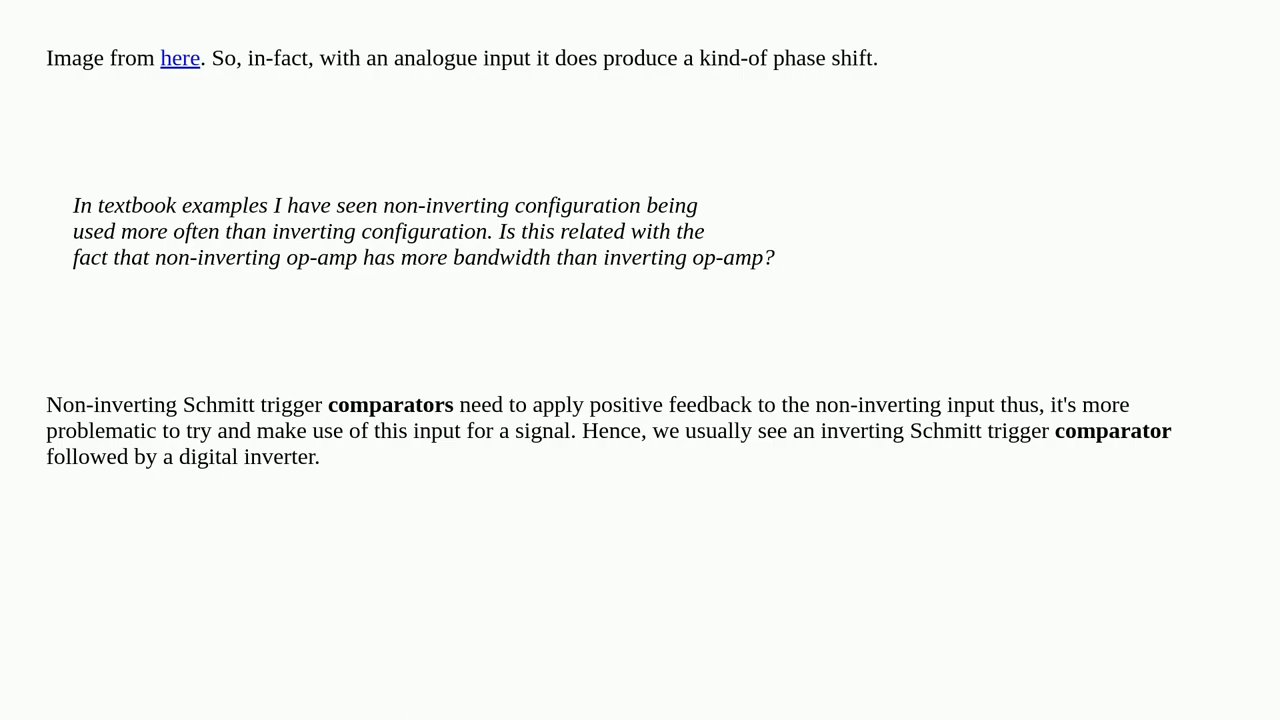 Image from here. So, in-fact, with an analogue input it does produce a kind-of phase shift.
In textbook examples I have seen non-inverting configuration being
used more often than inverting configuration. Is this related with the
fact that non-inverting op-amp has more bandwidth than inverting op-amp?
Non-inverting Schmitt trigger comparators need to apply positive feedback to the non-inverting input thus, it's more
problematic to try and make use of this input for a signal. Hence, we usually see an inverting Schmitt trigger comparator
followed by a digital inverter.